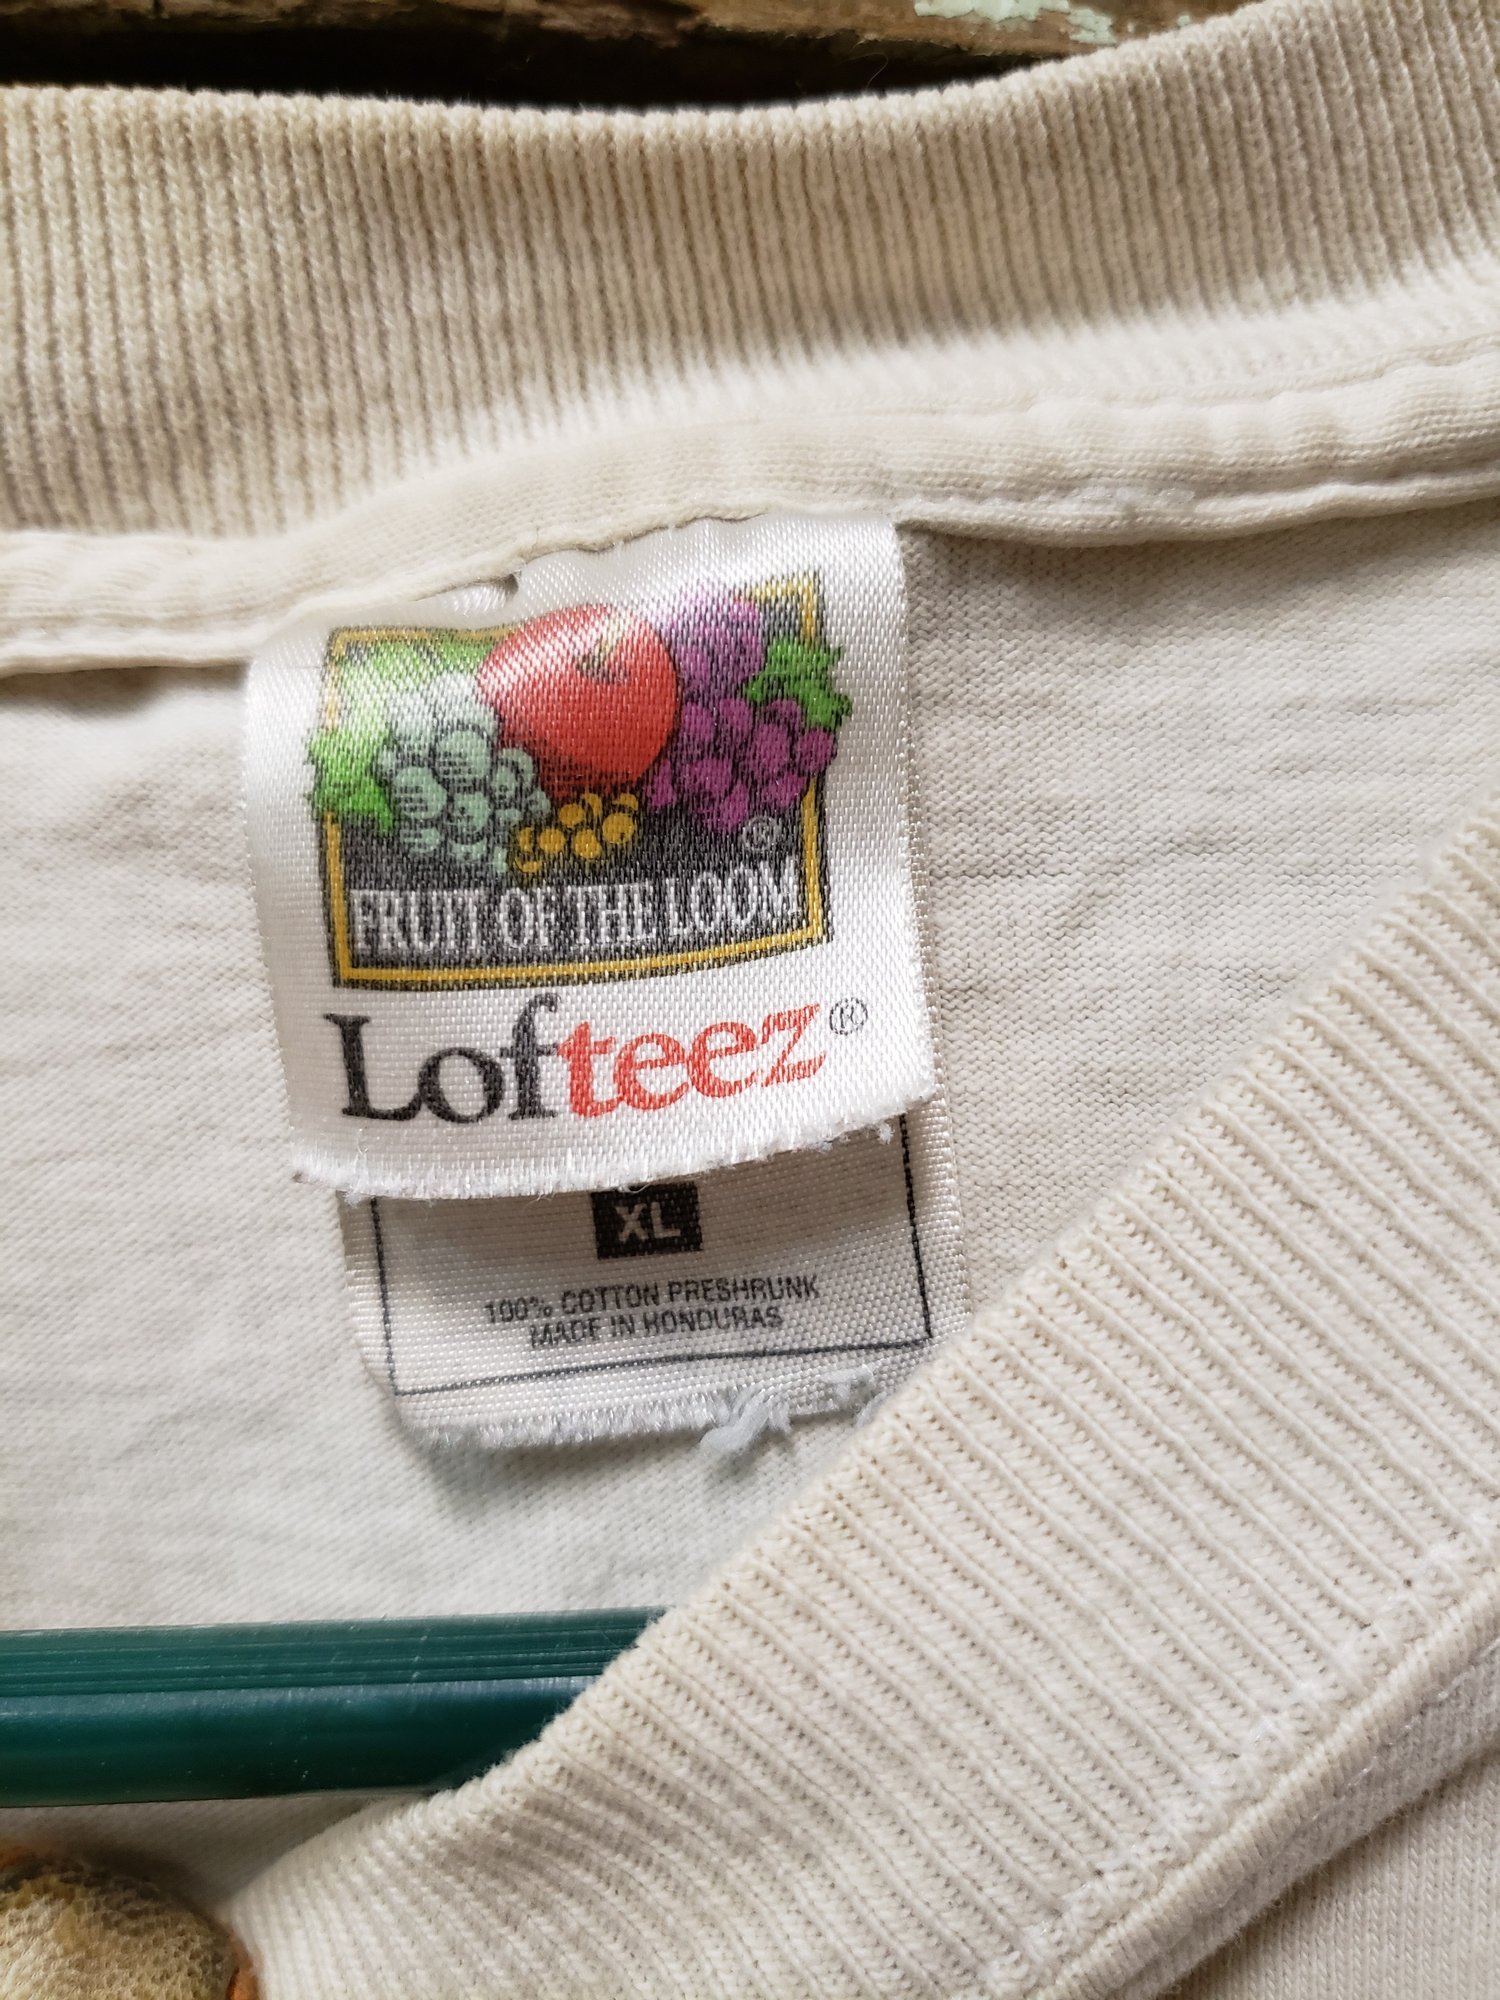 ®
FRUIT OF THE LOOM
Lofteez®
XL
100% COTTON PRESHRUNK
MADE IN HONDURAS